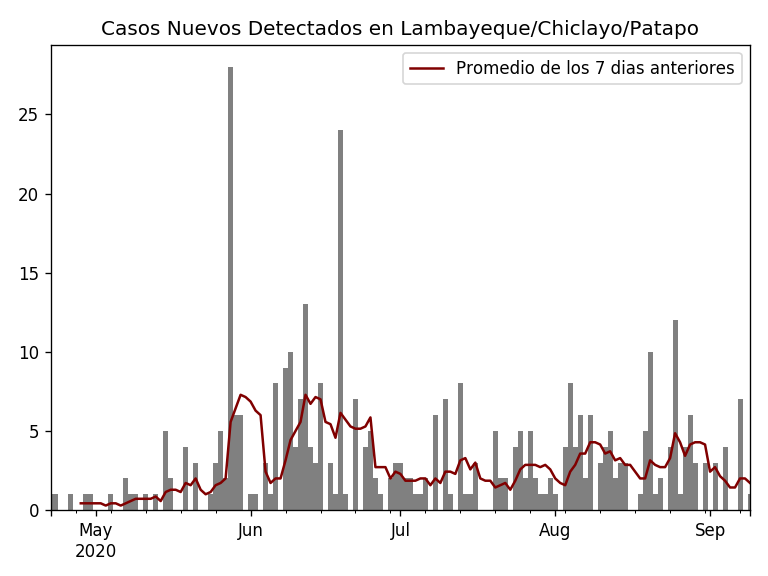 Casos Nuevos Detectados en Lambayeque/Chiclayo/Patapo
Promedio de los 7 dias anteriores
25
20
15
10
5
0
May Jun Jul Aug Sep
2020